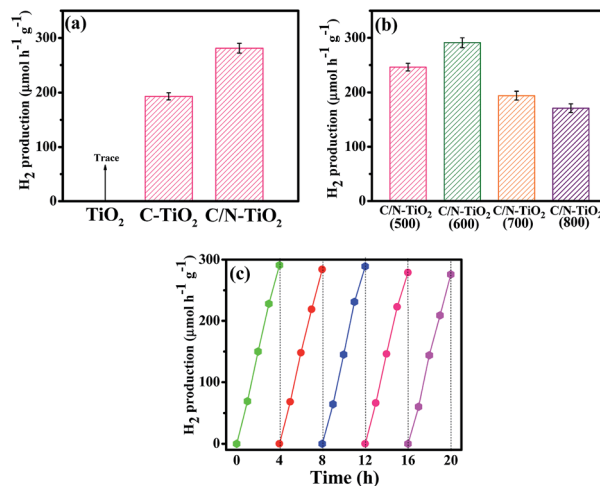 (a)
H2 production (μmol h-1 g-1)
300
200
100
0
Trace
TiO2 C-TiO2 C/N-TiO2
(b)
H2 production (μmol h-1 g-1)
300
200
100
0
C/N-TiO2 C/N-TiO2 C/N-TiO2 C/N-TiO2
(500) (600) (700) (800)
(c)
H2 production (μmol h-1 g-1)
300
200
100
0
0 4 8 12 16 20
Time (h)